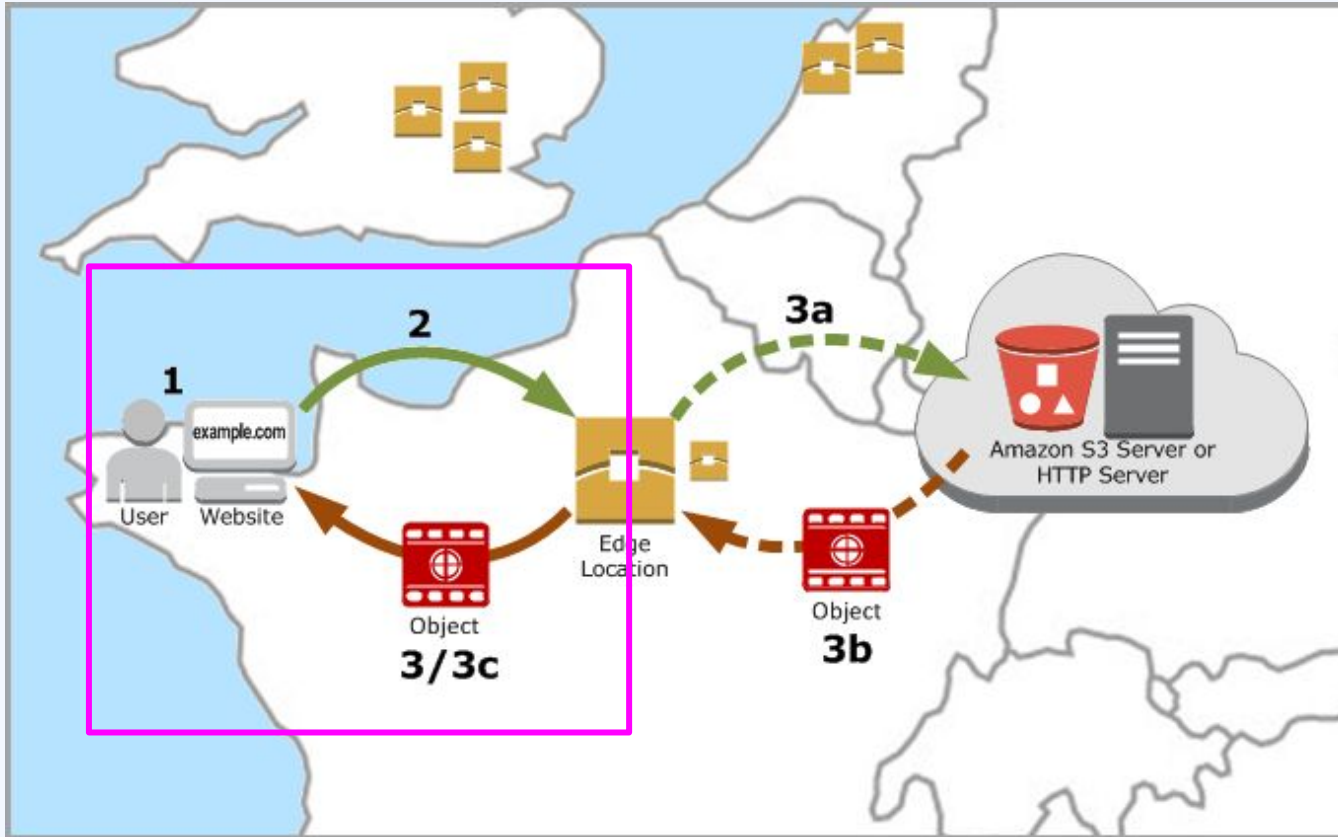 2
3a
1
example.com
User
Website
Amazon S3 Server or
HTTP Server
Edge
Location
Object
3/3c
Object
3b